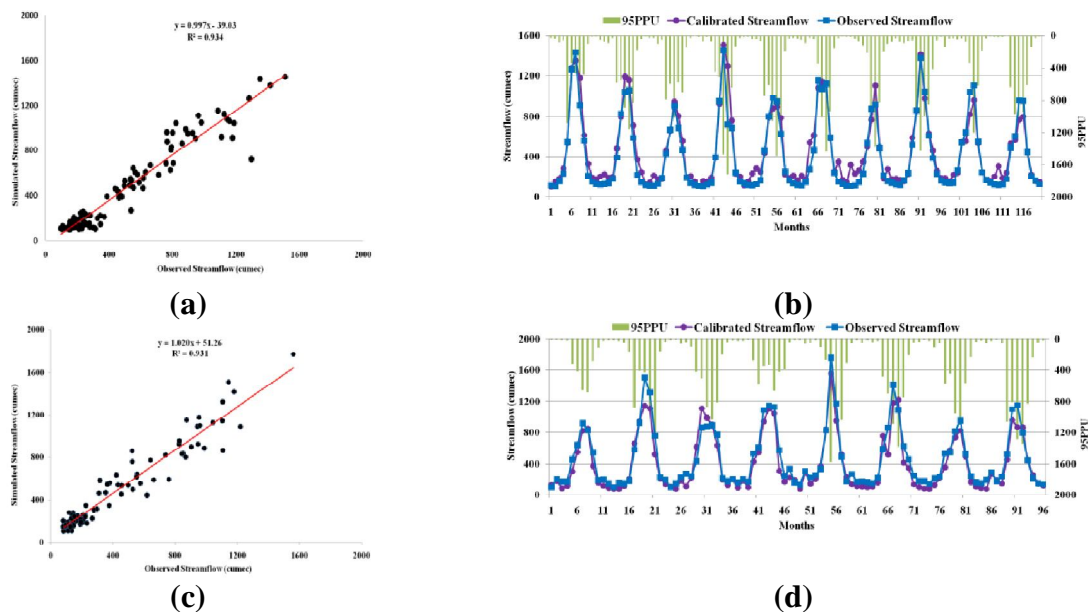 y = 0.997x - 39.03
R² = 0.934
2000
1600
1200
800
400
0
Simulated Streamflow (cumec)
0 400 800 1200 1600 2000
Observed Streamflow (cumec)
(a)
95PPU Calibrated Streamflow Observed Streamflow
1600
1200
800
400
0
Streamflow (cumec)
0
400
800
1200
1600
2000
95PPU
1 6 11 16 21 26 31 36 41 46 51 56 61 66 71 76 81 86 91 96 101 106 111 116
Months
(b)
y = 1.020x + 51.26
R² = 0.931
2000
1600
1200
800
400
0
Simulated Streamflow (cumec)
0 400 800 1200 1600 2000
Observed Streamflow (cumec)
(c)
95PPU Calibrated Streamflow Observed Streamflow
2000
1600
1200
800
400
0
Streamflow (cumec)
0
400
800
1200
1600
2000
95PPU
1 6 11 16 21 26 31 36 41 46 51 56 61 66 71 76 81 86 91 96
Months
(d)